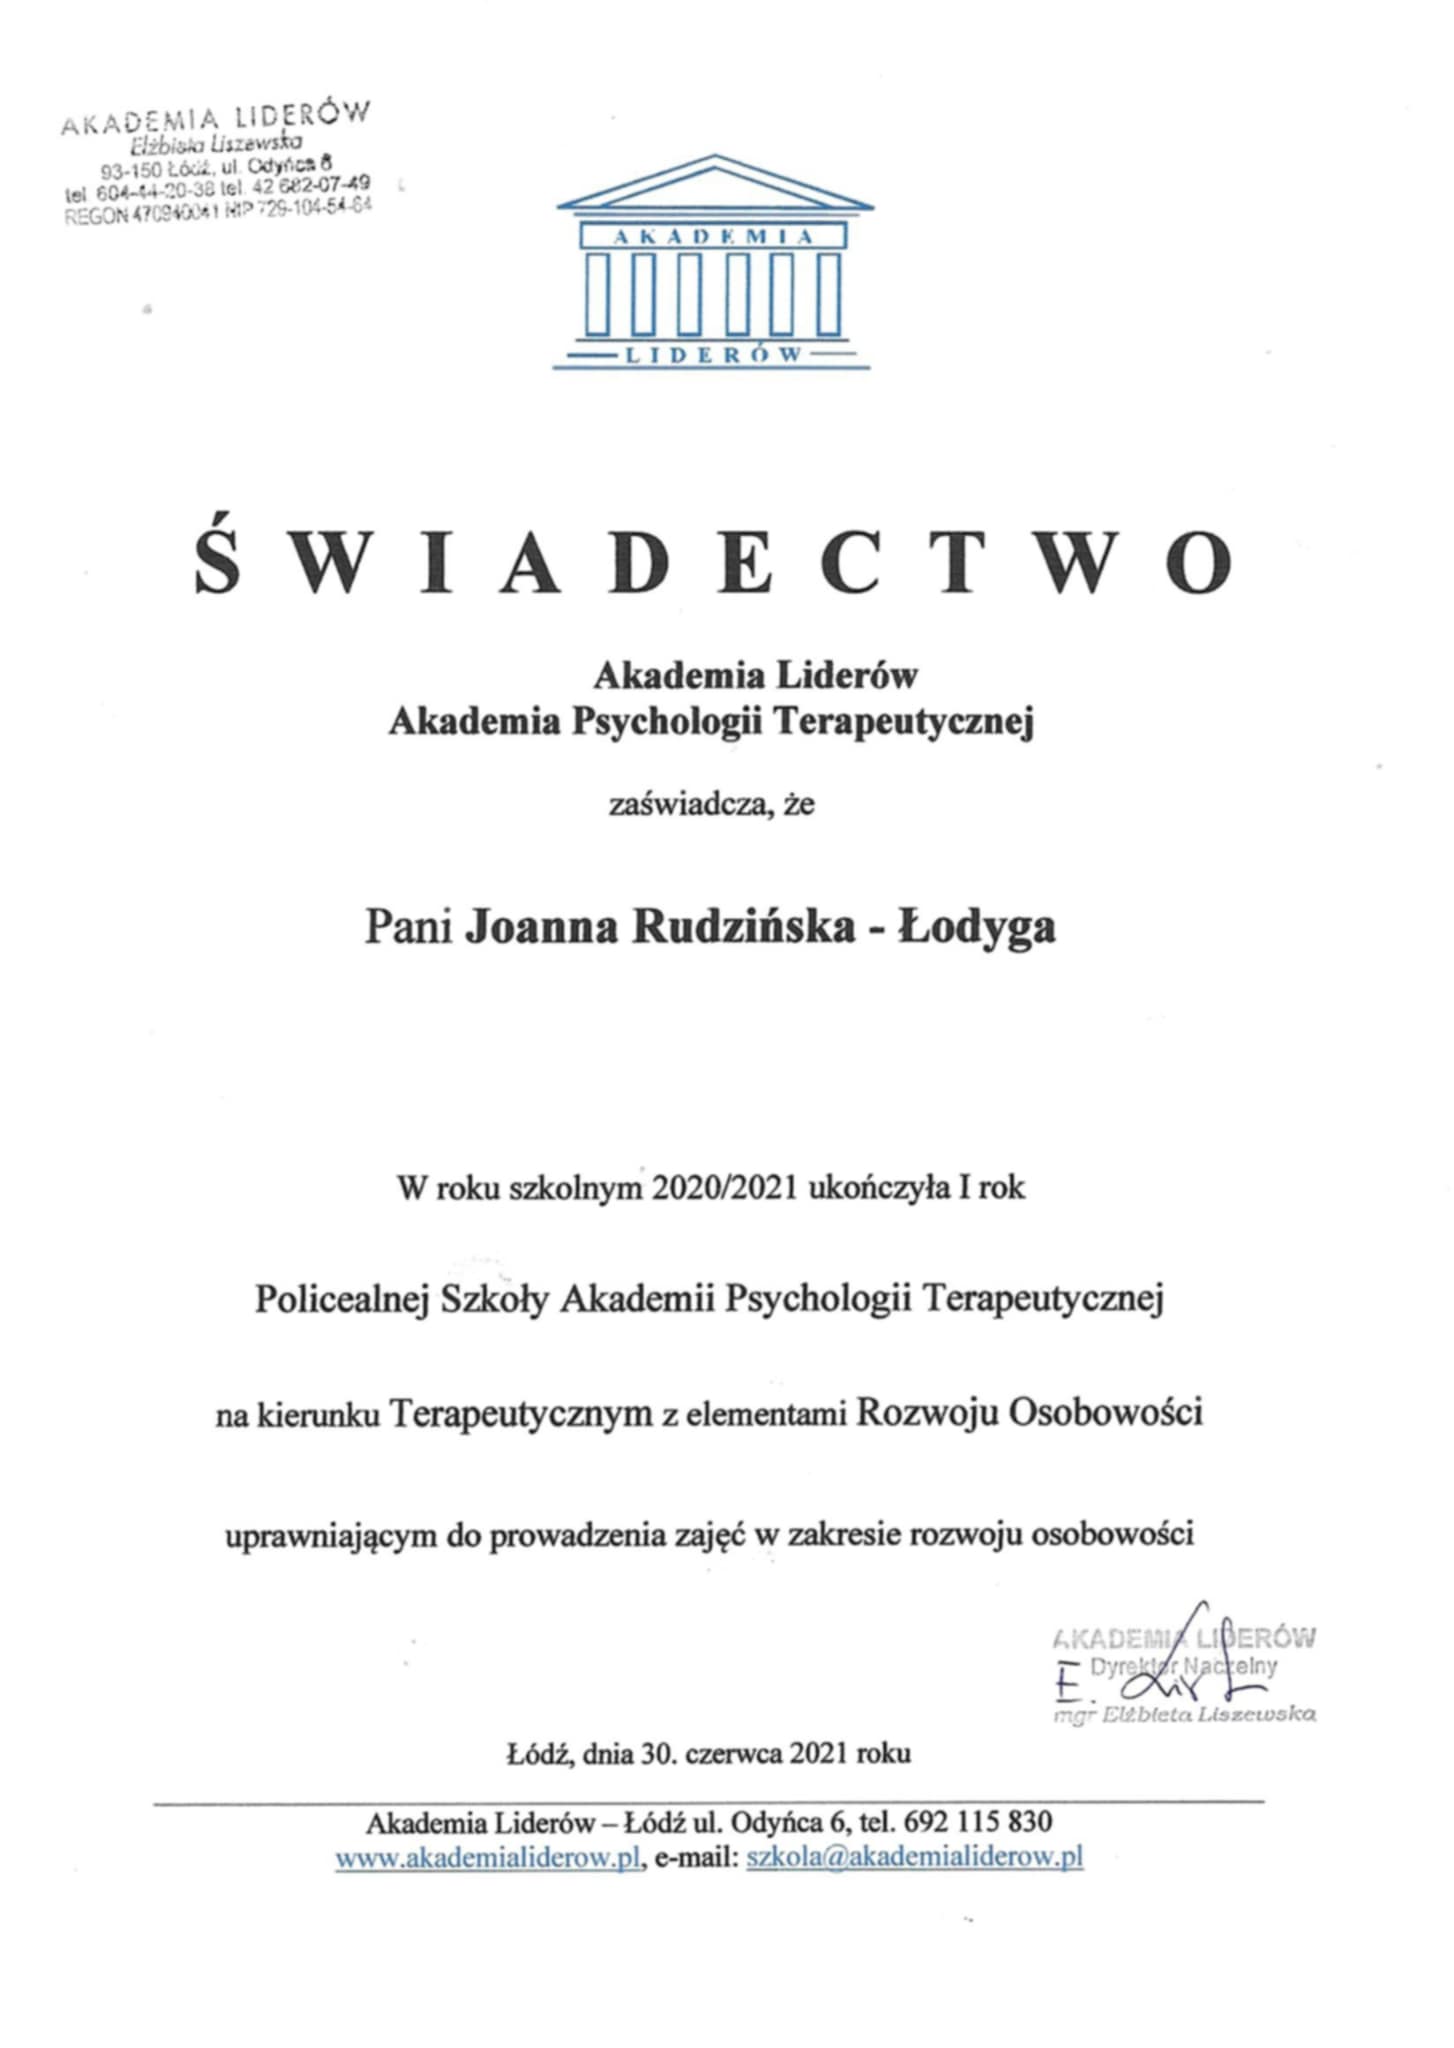 AKADEMIA LIDERÓW
Elżbieta Liszewska
93-150 Łódź, ul. Odyńca 8
tel. 604-44-20-38 tel. 42 682-07-49
REGON 470940041 NIP 729-104-54-64
AKADEMIA
LIDERÓW
ŚWIADECTWO
Akademia Liderów
Akademia Psychologii Terapeutycznej
zaświadcza, że
Pani Joanna Rudzińska - Łodyga
W roku szkolnym 2020/2021 ukończyła I rok
Policealnej Szkoły Akademii Psychologii Terapeutycznej
na kierunku Terapeutycznym z elementami Rozwoju Osobowości
uprawniającym do prowadzenia zajęć w zakresie rozwoju osobowości
AKADEMIA LIDERÓW
Dyrektor Naczelny
mgr Elżbieta Liszewska
Łódź, dnia 30. czerwca 2021 roku
Akademia Liderów – Łódź ul. Odyńca 6, tel. 692 115 830
www.akademialiderow.pl, e-mail: szkola@akademialiderow.pl